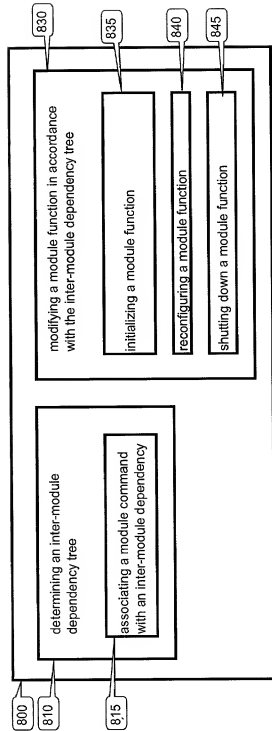 800
810
determining an inter-module
dependency tree
815
associating a module command
with an inter-module dependency
830
modifying a module function in accordance
with the inter-module dependency tree
835
initializing a module function
840
reconfiguring a module function
845
shutting down a module function